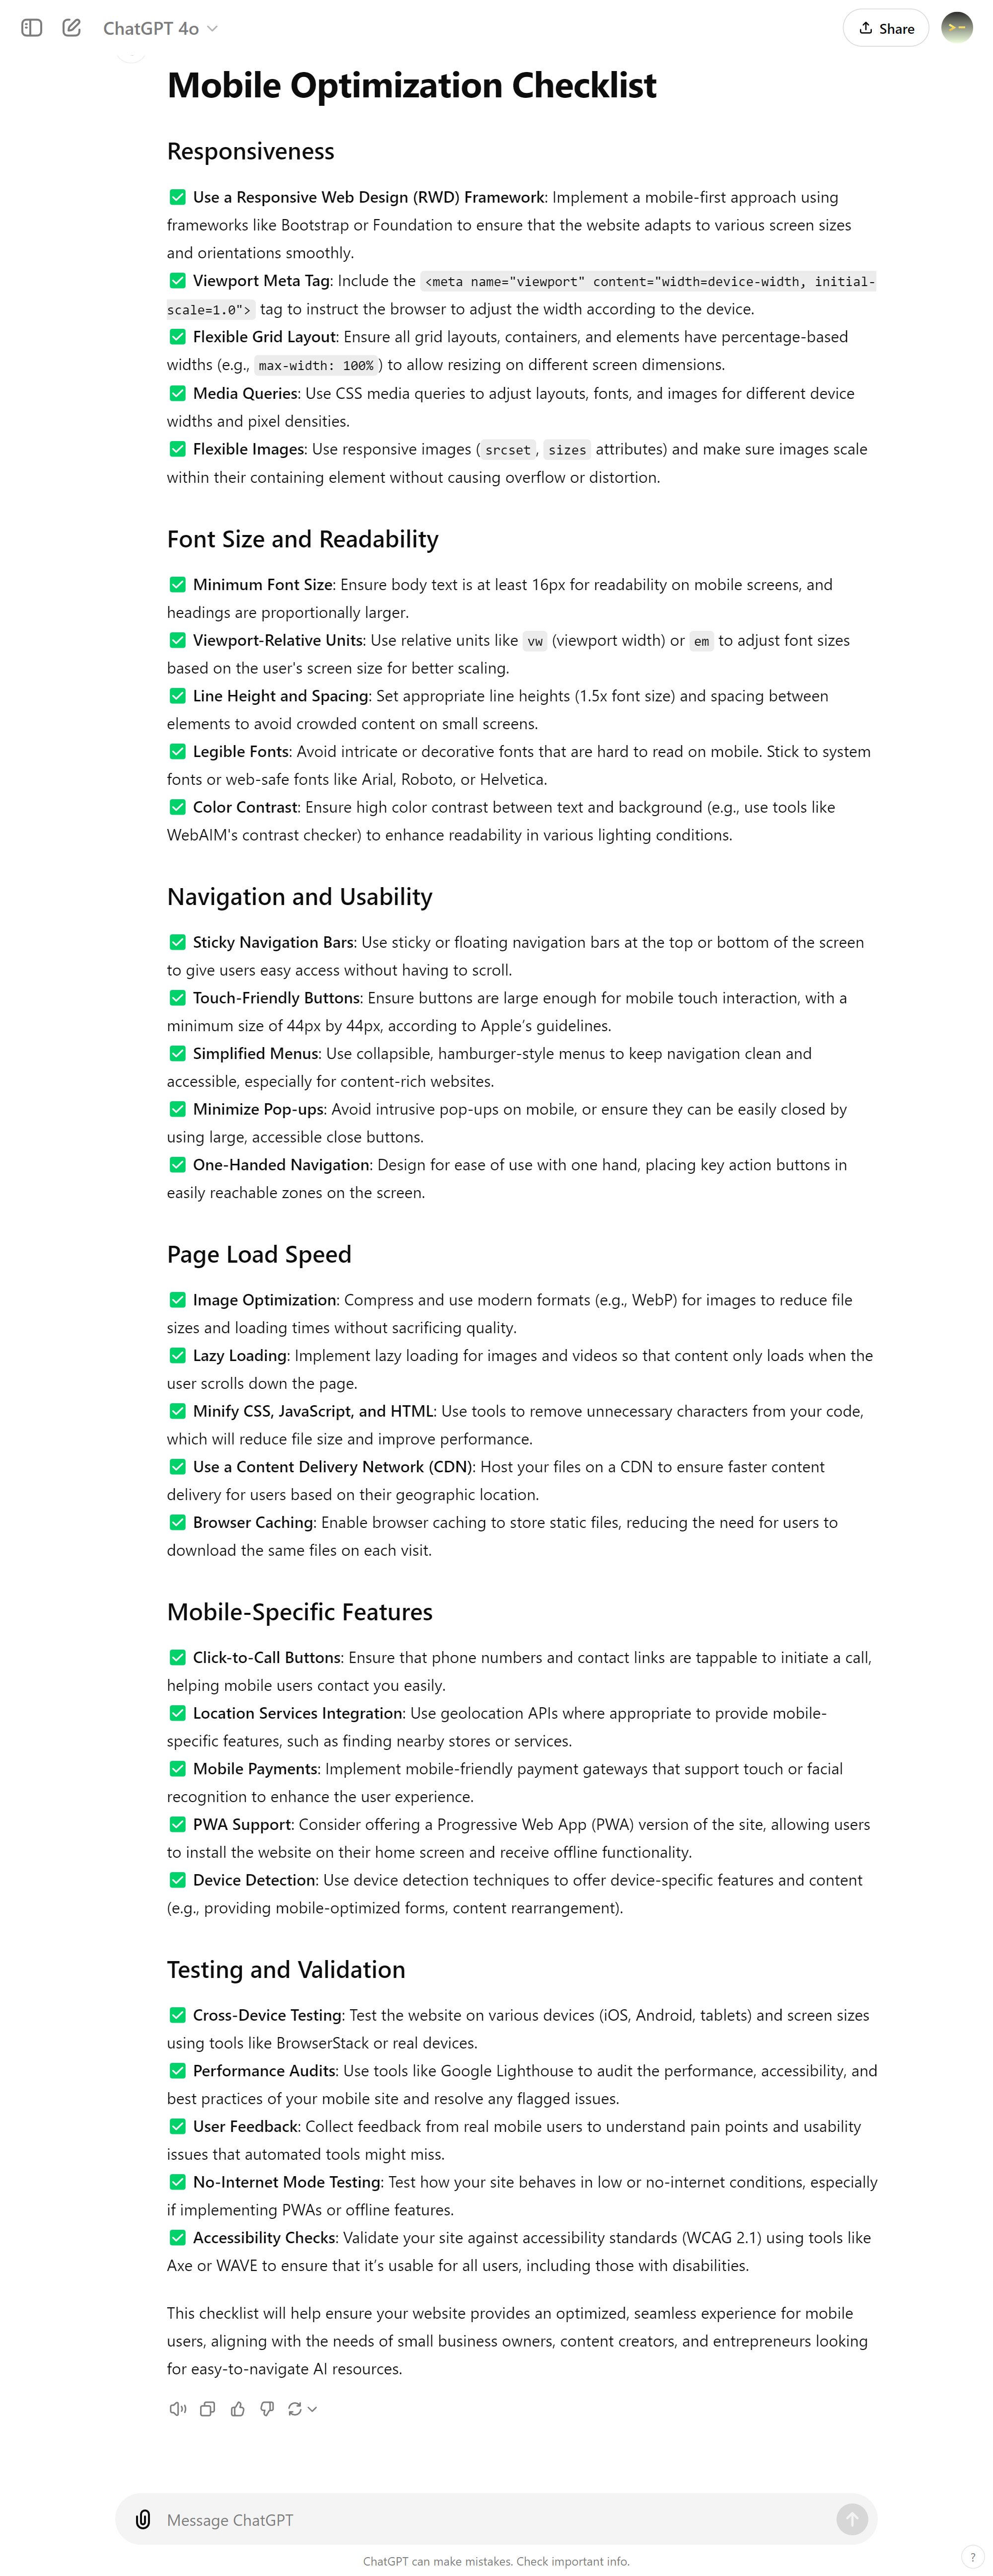 ChatGPT 4o
Share
Mobile Optimization Checklist
Responsiveness
✅ Use a Responsive Web Design (RWD) Framework: Implement a mobile-first approach using
frameworks like Bootstrap or Foundation to ensure that the website adapts to various screen sizes
and orientations smoothly.
✅ Viewport Meta Tag: Include the <meta name="viewport" content="width=device-width, initial-
scale=1.0"> tag to instruct the browser to adjust the width according to the device.
✅ Flexible Grid Layout: Ensure all grid layouts, containers, and elements have percentage-based
widths (e.g., max-width: 100%) to allow resizing on different screen dimensions.
✅ Media Queries: Use CSS media queries to adjust layouts, fonts, and images for different device
widths and pixel densities.
✅ Flexible Images: Use responsive images (srcset, sizes attributes) and make sure images scale
within their containing element without causing overflow or distortion.
Font Size and Readability
✅ Minimum Font Size: Ensure body text is at least 16px for readability on mobile screens, and
headings are proportionally larger.
✅ Viewport-Relative Units: Use relative units like vw (viewport width) or em to adjust font sizes
based on the user's screen size for better scaling.
✅ Line Height and Spacing: Set appropriate line heights (1.5x font size) and spacing between
elements to avoid crowded content on small screens.
✅ Legible Fonts: Avoid intricate or decorative fonts that are hard to read on mobile. Stick to system
fonts or web-safe fonts like Arial, Roboto, or Helvetica.
✅ Color Contrast: Ensure high color contrast between text and background (e.g., use tools like
WebAIM's contrast checker) to enhance readability in various lighting conditions.
Navigation and Usability
✅ Sticky Navigation Bars: Use sticky or floating navigation bars at the top or bottom of the screen
to give users easy access without having to scroll.
✅ Touch-Friendly Buttons: Ensure buttons are large enough for mobile touch interaction, with a
minimum size of 44px by 44px, according to Apple’s guidelines.
✅ Simplified Menus: Use collapsible, hamburger-style menus to keep navigation clean and
accessible, especially for content-rich websites.
✅ Minimize Pop-ups: Avoid intrusive pop-ups on mobile, or ensure they can be easily closed by
using large, accessible close buttons.
✅ One-Handed Navigation: Design for ease of use with one hand, placing key action buttons in
easily reachable zones on the screen.
Page Load Speed
✅ Image Optimization: Compress and use modern formats (e.g., WebP) for images to reduce file
sizes and loading times without sacrificing quality.
✅ Lazy Loading: Implement lazy loading for images and videos so that content only loads when the
user scrolls down the page.
✅ Minify CSS, JavaScript, and HTML: Use tools to remove unnecessary characters from your code,
which will reduce file size and improve performance.
✅ Use a Content Delivery Network (CDN): Host your files on a CDN to ensure faster content
delivery for users based on their geographic location.
✅ Browser Caching: Enable browser caching to store static files, reducing the need for users to
download the same files on each visit.
Mobile-Specific Features
✅ Click-to-Call Buttons: Ensure that phone numbers and contact links are tappable to initiate a call,
helping mobile users contact you easily.
✅ Location Services Integration: Use geolocation APIs where appropriate to provide mobile-
specific features, such as finding nearby stores or services.
✅ Mobile Payments: Implement mobile-friendly payment gateways that support touch or facial
recognition to enhance the user experience.
✅ PWA Support: Consider offering a Progressive Web App (PWA) version of the site, allowing users
to install the website on their home screen and receive offline functionality.
✅ Device Detection: Use device detection techniques to offer device-specific features and content
(e.g., providing mobile-optimized forms, content rearrangement).
Testing and Validation
✅ Cross-Device Testing: Test the website on various devices (iOS, Android, tablets) and screen sizes
using tools like BrowserStack or real devices.
✅ Performance Audits: Use tools like Google Lighthouse to audit the performance, accessibility, and
best practices of your mobile site and resolve any flagged issues.
✅ User Feedback: Collect feedback from real mobile users to understand pain points and usability
issues that automated tools might miss.
✅ No-Internet Mode Testing: Test how your site behaves in low or no-internet conditions, especially
if implementing PWAs or offline features.
✅ Accessibility Checks: Validate your site against accessibility standards (WCAG 2.1) using tools like
Axe or WAVE to ensure that it’s usable for all users, including those with disabilities.
This checklist will help ensure your website provides an optimized, seamless experience for mobile
users, aligning with the needs of small business owners, content creators, and entrepreneurs looking
for easy-to-navigate AI resources.
Message ChatGPT
ChatGPT can make mistakes. Check important info.
?